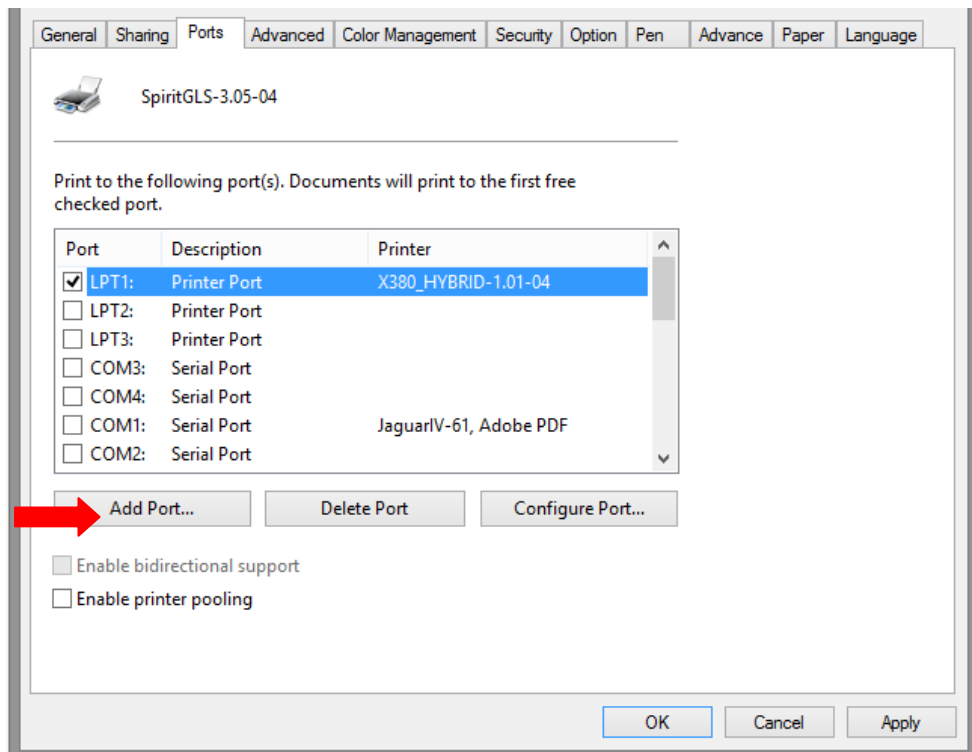 General Sharing Ports Advanced Color Management Security Option Pen Advance Paper Language
SpiritGLS-3.05-04
Print to the following port(s). Documents will print to the first free
checked port.
Port Description Printer
LPT1: Printer Port X380_HYBRID-1.01-04
LPT2: Printer Port
LPT3: Printer Port
COM3: Serial Port
COM4: Serial Port
COM1: Serial Port JaguarIV-61, Adobe PDF
COM2: Serial Port
Add Port... Delete Port Configure Port...
Enable bidirectional support
Enable printer pooling
OK Cancel Apply